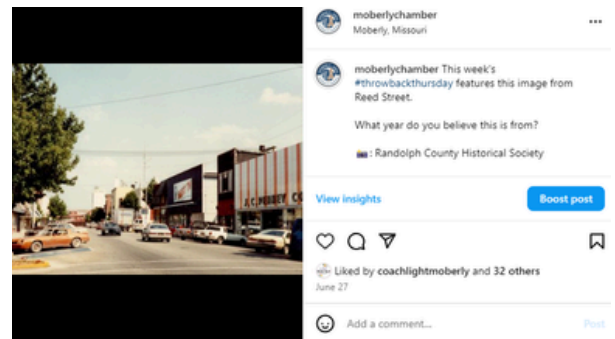 moberlychamber
Moberly, Missouri
moberlychamber This week's
#throwbackthursday features this image from
Reed Street.
What year do you believe this is from?
📷: Randolph County Historical Society
J.C. PENNEY CO
View insights
Boost post
Liked by coachlightmoberly and 32 others
June 27
Add a comment...
Post